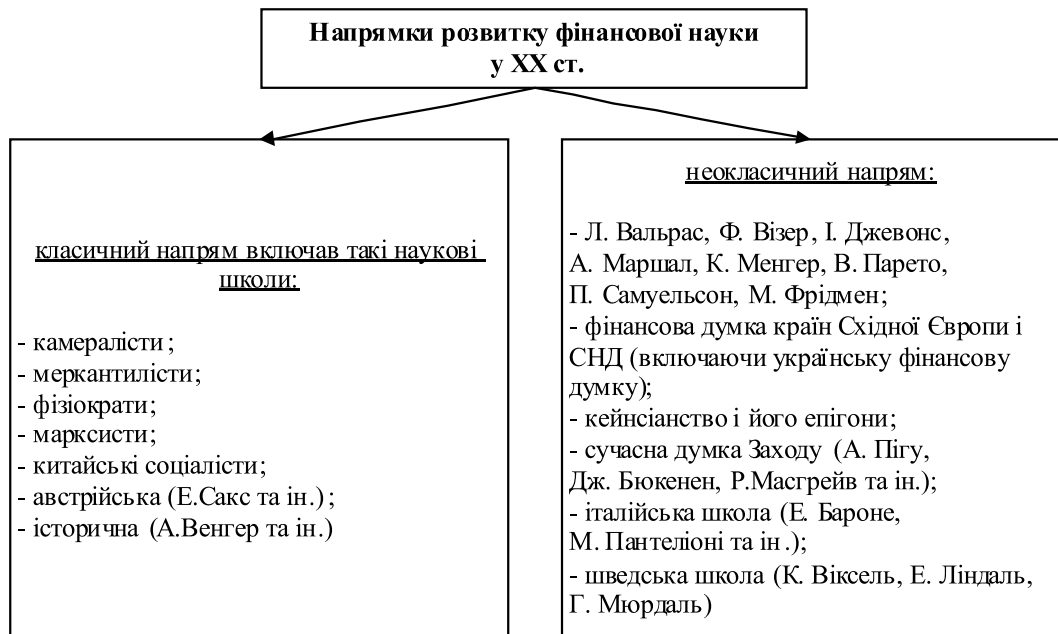 Напрямки розвитку фінансової науки
у ХХ ст.
класичний напрям включав такі наукові
школи:
- камералісти;
- меркантилісти;
- фізіократи;
- марксисти;
- китайські соціалісти;
- австрійська (Е.Сакс та ін.);
- історична (А.Венгер та ін.)
неокласичний напрям:
- Л. Вальрас, Ф. Візер, І. Джевонс,
А. Маршал, К. Менгер, В. Парето,
П. Самуельсон, М. Фрідмен;
- фінансова думка країн Східної Європи і
СНД (включаючи українську фінансову
думку);
- кейнсіанство і його епігони;
- сучасна думка Заходу (А. Пігу,
Дж. Бюкенен, Р.Масгрейв та ін.);
- італійська школа (Е. Бароне,
М. Пантеліоні та ін.);
- шведська школа (К. Віксель, Е. Ліндаль,
Г. Мюрдаль)